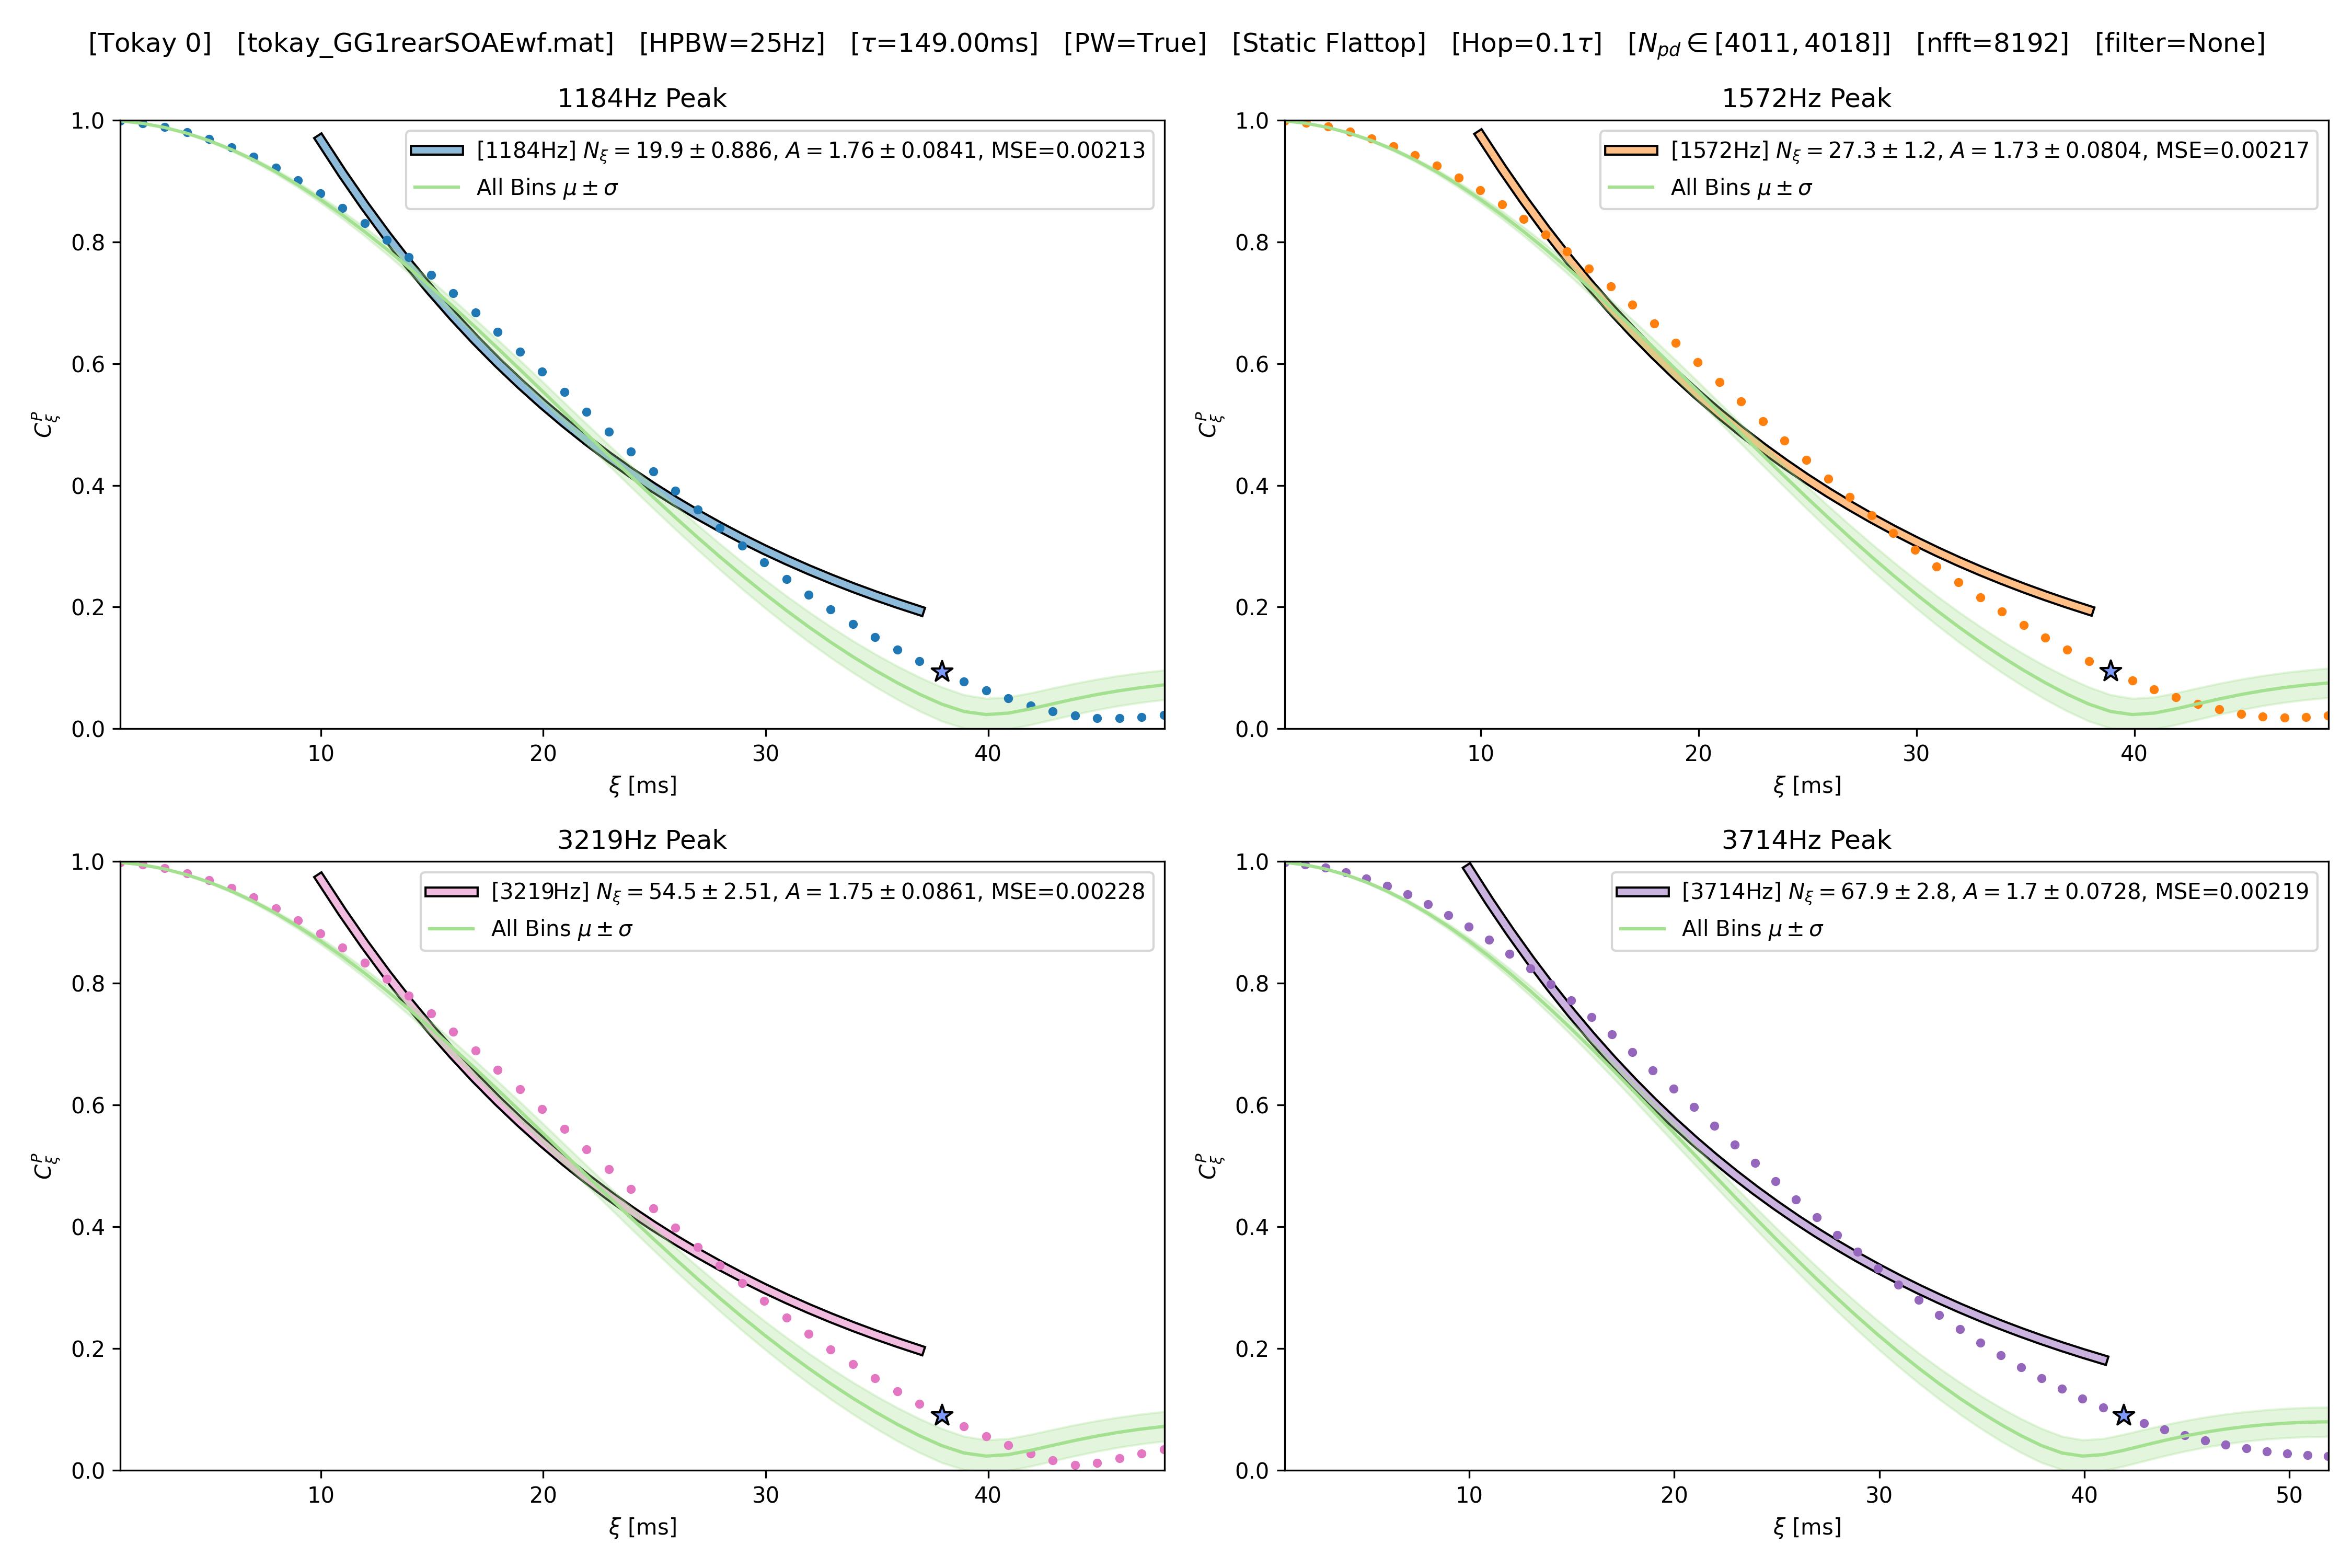 [Tokay 0] [tokay_GG1rearSOAEwf.mat] [HPBW=25Hz] [τ=149.00ms] [PW=True] [Static Flattop] [Hop=0.1τ] [N_pd ∈ [4011, 4018]] [nfft=8192] [filter=None]
1184Hz Peak
[1184Hz] N_ξ = 19.9 ± 0.886, A = 1.76 ± 0.0841, MSE=0.00213
All Bins μ ± σ
1.0
0.8
0.6
0.4
0.2
0.0
C_ξ^P
10 20 30 40
ξ [ms]
1572Hz Peak
[1572Hz] N_ξ = 27.3 ± 1.2, A = 1.73 ± 0.0804, MSE=0.00217
All Bins μ ± σ
1.0
0.8
0.6
0.4
0.2
0.0
C_ξ^P
10 20 30 40
ξ [ms]
3219Hz Peak
[3219Hz] N_ξ = 54.5 ± 2.51, A = 1.75 ± 0.0861, MSE=0.00228
All Bins μ ± σ
1.0
0.8
0.6
0.4
0.2
0.0
C_ξ^P
10 20 30 40
ξ [ms]
3714Hz Peak
[3714Hz] N_ξ = 67.9 ± 2.8, A = 1.7 ± 0.0728, MSE=0.00219
All Bins μ ± σ
1.0
0.8
0.6
0.4
0.2
0.0
C_ξ^P
10 20 30 40 50
ξ [ms]